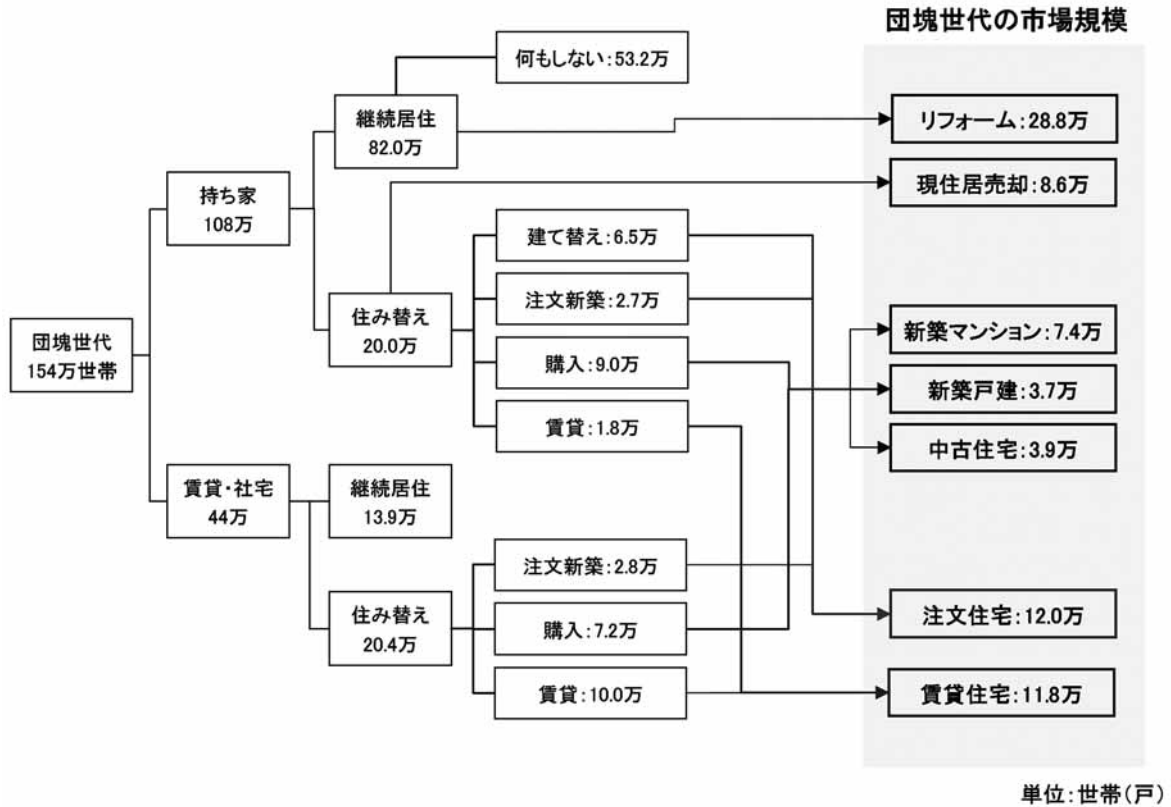 団塊世代の市場規模
何もしない:53.2万
継続居住
82.0万
リフォーム:28.8万
現住居売却:8.6万
持ち家
108万
建て替え:6.5万
注文新築:2.7万
住み替え
20.0万
購入:9.0万
賃貸:1.8万
新築マンション:7.4万
新築戸建:3.7万
中古住宅:3.9万
団塊世代
154万世帯
賃貸・社宅
44万
継続居住
13.9万
注文新築:2.8万
住み替え
20.4万
購入:7.2万
賃貸:10.0万
注文住宅:12.0万
賃貸住宅:11.8万
単位:世帯(戸)